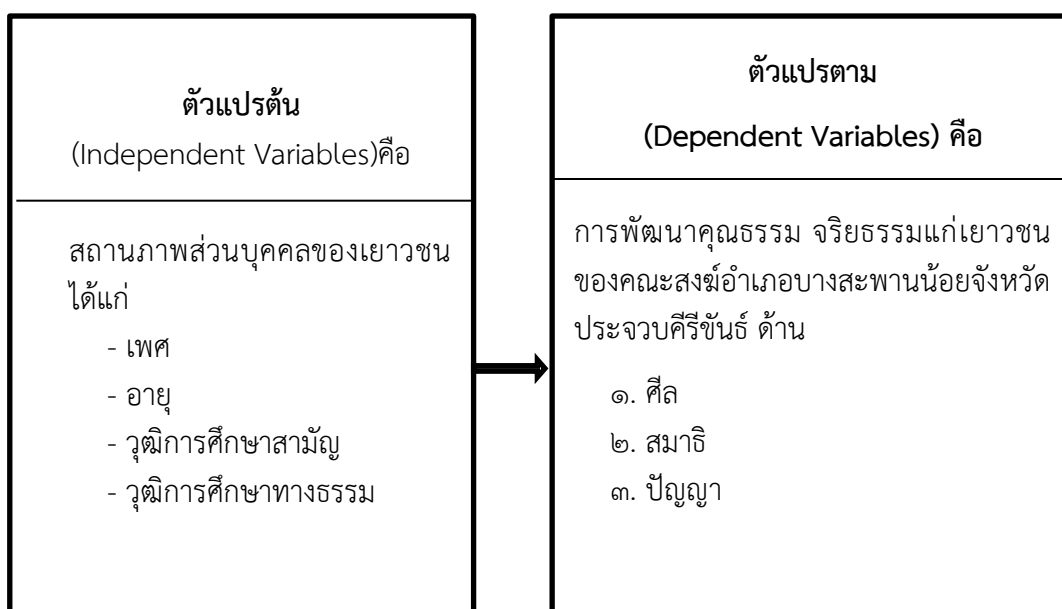 ตัวแปรต้น
(Independent Variables)คือ
สถานภาพส่วนบุคคลของเยาวชน
ได้แก่
- เพศ
- อายุ
- วุฒิการศึกษาสามัญ
- วุฒิการศึกษาทางธรรม
ตัวแปรตาม
(Dependent Variables) คือ
การพัฒนาคุณธรรม จริยธรรมแก่เยาวชน
ของคณะสงฆ์อำเภอบางสะพานน้อยจังหวัด
ประจวบคีรีขันธ์ ด้าน
๑. ศีล
๒. สมาธิ
๓. ปัญญา